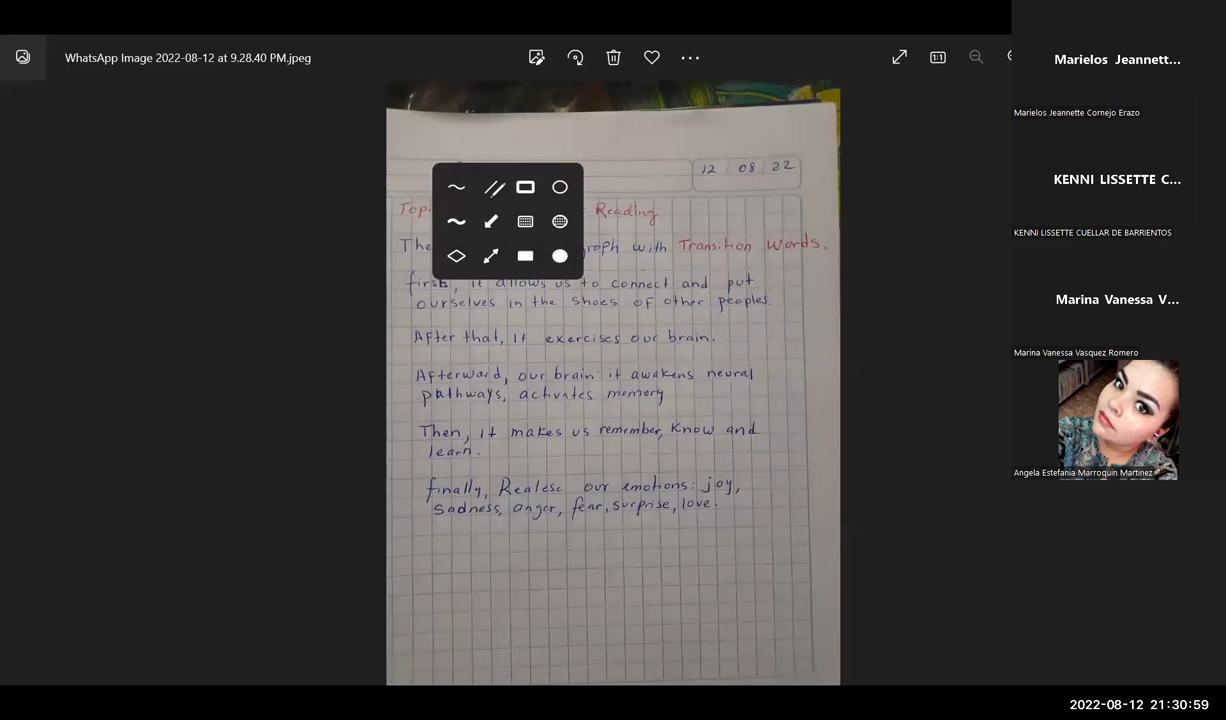 Marielos Jeannett...
WhatsApp Image 2022-08-12 at 9.28.40 PM.jpeg
1:1
Marielos Jeannette Cornejo Erazo
12 / 08 / 22
KENNI LISSETTE C...
Reading
KENNI LISSETTE CUELLAR DE BARRIENTOS
The graph with Transition Words.
first, it allows us to connect and put
ourselves in the shoes of other peoples.
Marina Vanessa V...
After that, it exercises our brain.
Marina Vanessa Vasquez Romero
Afterward, our brain: it awakens neural
pathways, activates memory
Then, it makes us remember, Know and
learn.
Angela Estefania Marroquin Martinez
finally, Realese our emotions: joy,
sadness, anger, fear, surprise, love.
2022-08-12 21:30:59